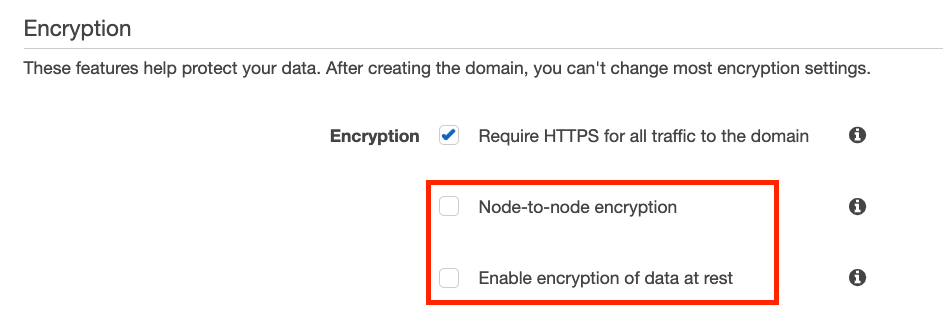 Encryption
These features help protect your data. After creating the domain, you can't change most encryption settings.
Encryption Require HTTPS for all traffic to the domain
Node-to-node encryption
Enable encryption of data at rest